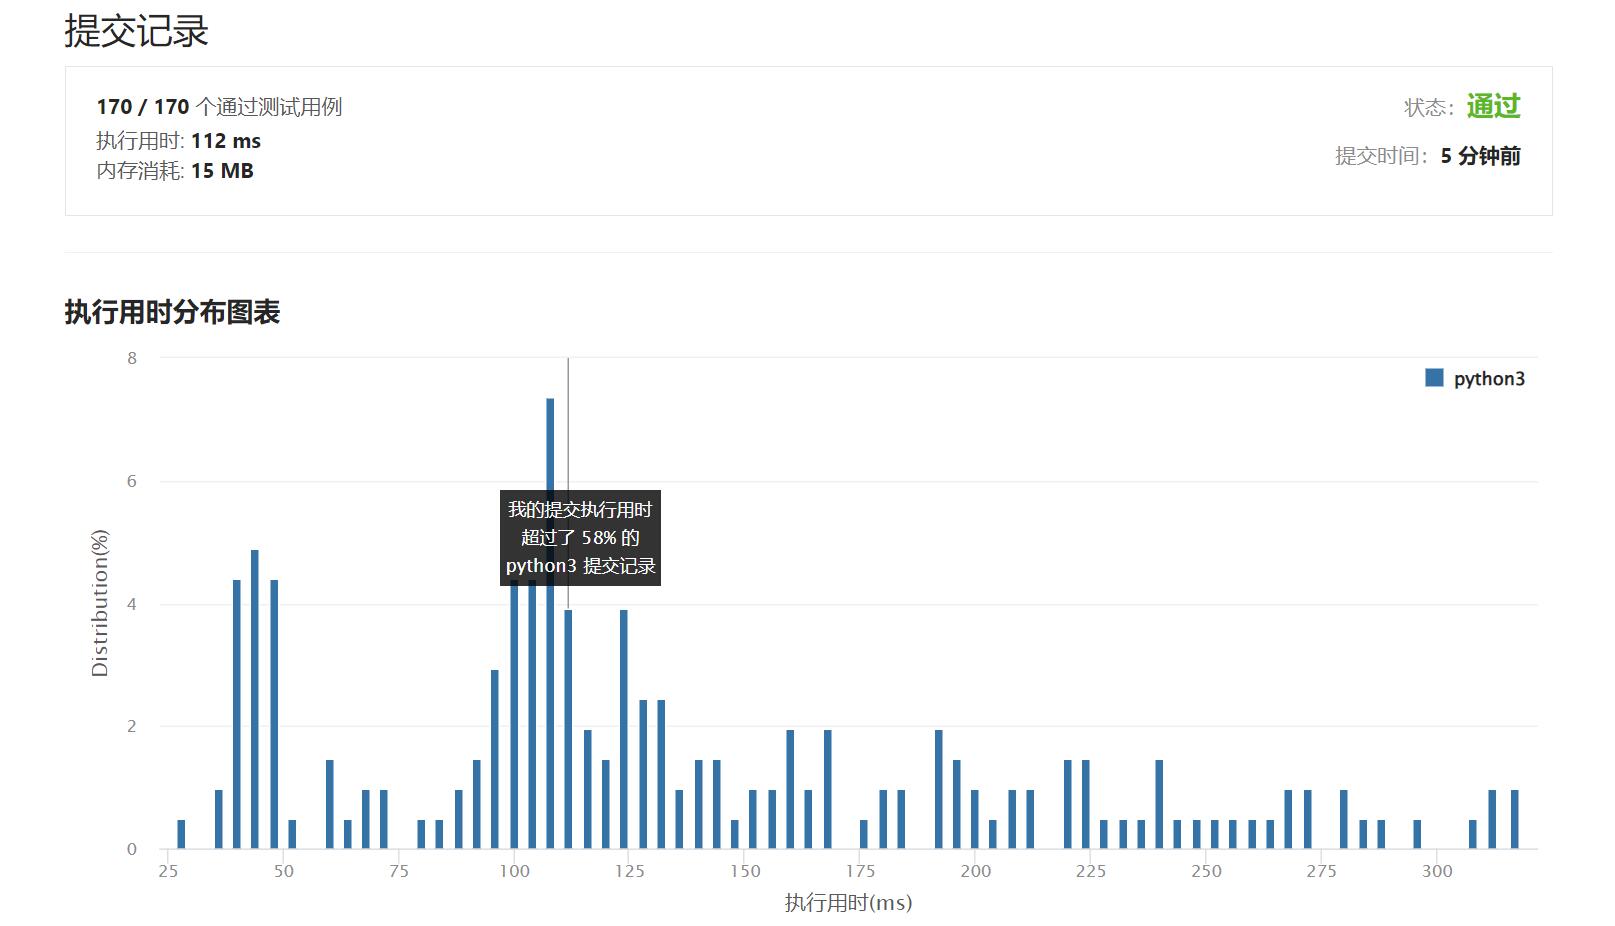 提交记录
170 / 170 个通过测试用例
状态：通过
执行用时: 112 ms
提交时间：5 分钟前
内存消耗: 15 MB
执行用时分布图表
python3
我的提交执行用时
超过了 58% 的
python3 提交记录
Distribution(%)
8
6
4
2
0
25 50 75 100 125 150 175 200 225 250 275 300
执行用时(ms)